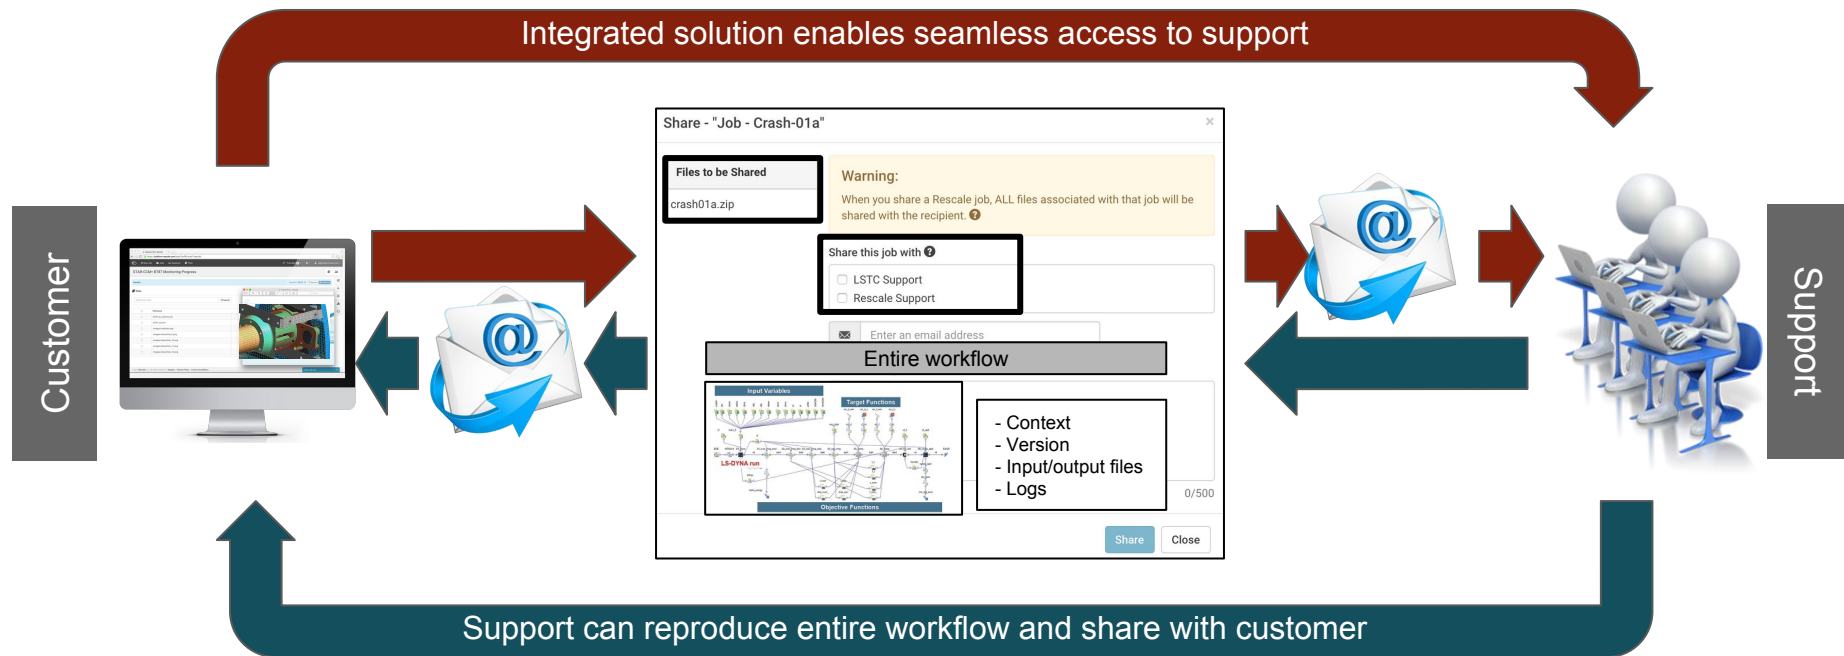 Integrated solution enables seamless access to support
Customer
Share - "Job - Crash-01a"
×
Files to be Shared
crash01a.zip
Warning:
When you share a Rescale job, ALL files associated with that job will be
shared with the recipient.
Share this job with
LSTC Support
Rescale Support
Enter an email address
Entire workflow
Input Variables
Target Functions
LS-DYNA run
Objective Functions
- Context
- Version
- Input/output files
- Logs
0/500
Share
Close
Support
Support can reproduce entire workflow and share with customer